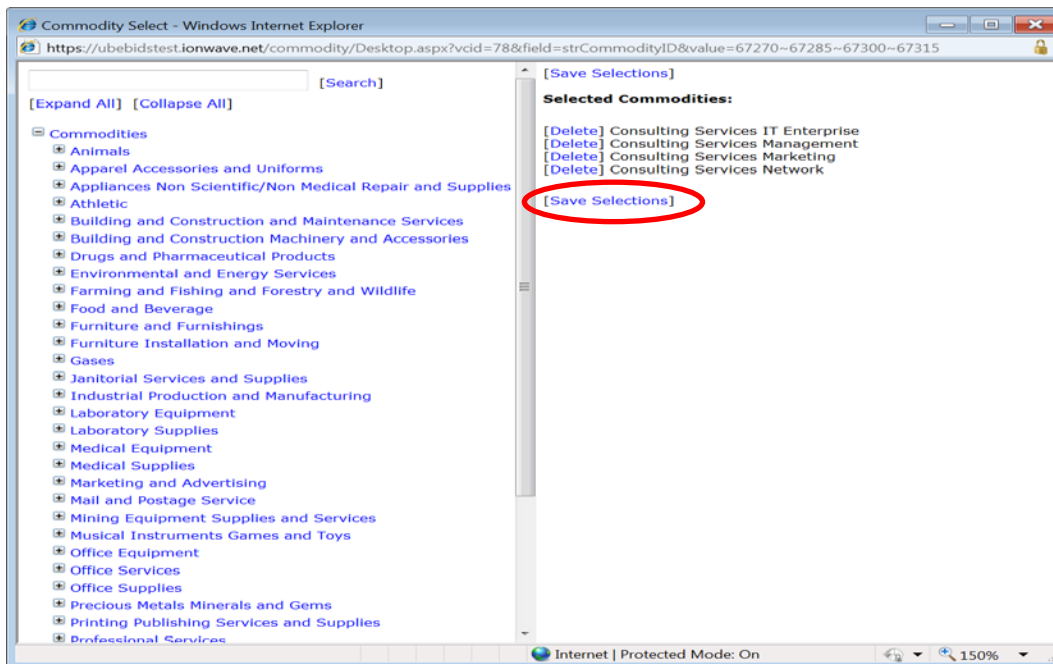 Commodity Select - Windows Internet Explorer
https://ubebidstest.ionwave.net/commodity/Desktop.aspx?vcid=78&field=strCommodityID&value=67270~67285~67300~67315
[Search]
[Expand All] [Collapse All]
Commodities
Animals
Apparel Accessories and Uniforms
Appliances Non Scientific/Non Medical Repair and Supplies
Athletic
Building and Construction and Maintenance Services
Building and Construction Machinery and Accessories
Drugs and Pharmaceutical Products
Environmental and Energy Services
Farming and Fishing and Forestry and Wildlife
Food and Beverage
Furniture and Furnishings
Furniture Installation and Moving
Gases
Janitorial Services and Supplies
Industrial Production and Manufacturing
Laboratory Equipment
Laboratory Supplies
Medical Equipment
Medical Supplies
Marketing and Advertising
Mail and Postage Service
Mining Equipment Supplies and Services
Musical Instruments Games and Toys
Office Equipment
Office Services
Office Supplies
Precious Metals Minerals and Gems
Printing Publishing Services and Supplies
Professional Services
[Save Selections]
Selected Commodities:
[Delete] Consulting Services IT Enterprise
[Delete] Consulting Services Management
[Delete] Consulting Services Marketing
[Delete] Consulting Services Network
[Save Selections]
Internet | Protected Mode: On
150%